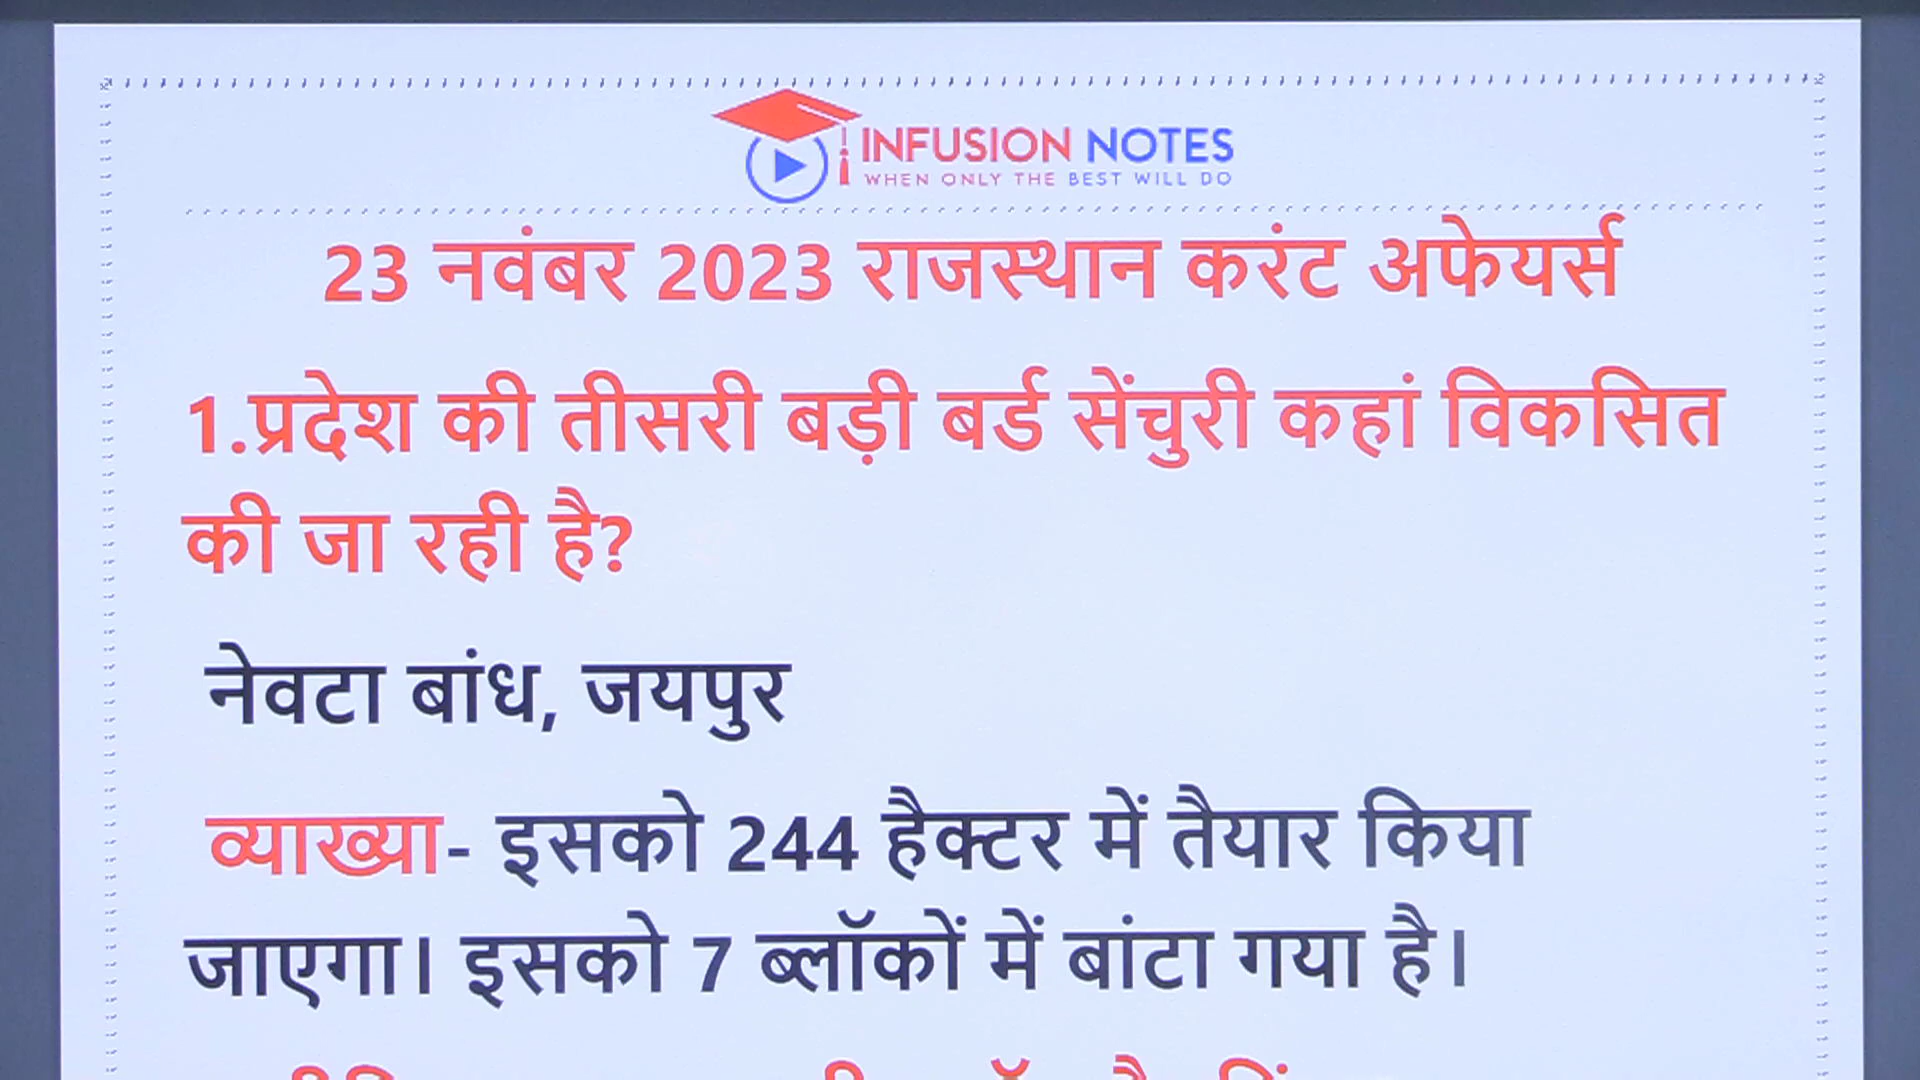 INFUSION NOTES
WHEN ONLY THE BEST WILL DO
23 नवंबर 2023 राजस्थान करंट अफेयर्स
1.प्रदेश की तीसरी बड़ी बर्ड सेंचुरी कहां विकसित
की जा रही है?
नेवटा बांध, जयपुर
व्याख्या- इसको 244 हैक्टर में तैयार किया
जाएगा। इसको 7 ब्लॉकों में बांटा गया है।